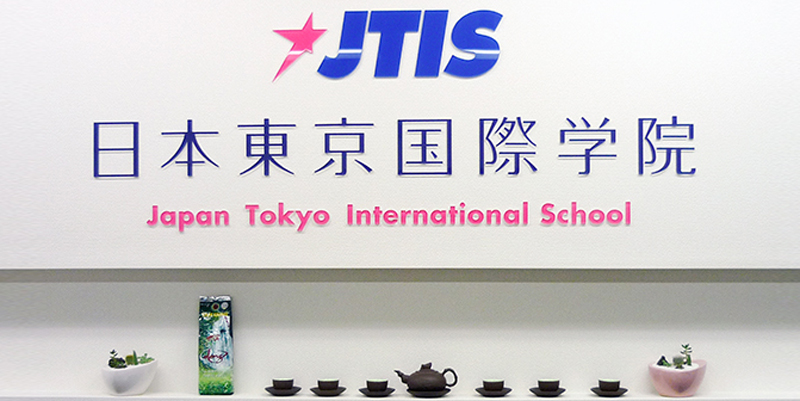 JTIS
日本東京国際学院
Japan Tokyo International School